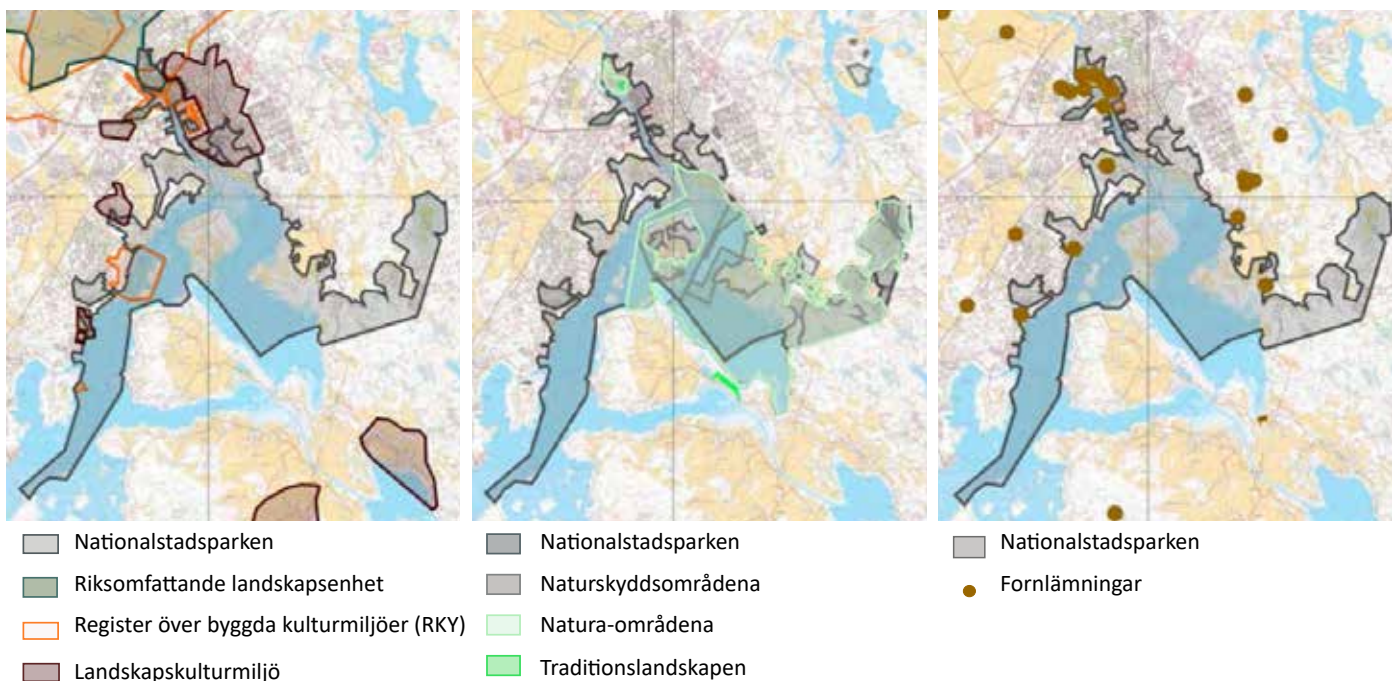 Nationalstadsparken
Riksomfattande landskapsenhet
Register över byggda kulturmiljöer (RKY)
Landskapskulturmiljö
Nationalstadsparken
Naturskyddsområdena
Natura-områdena
Traditionslandskapen
Nationalstadsparken
Fornlämningar